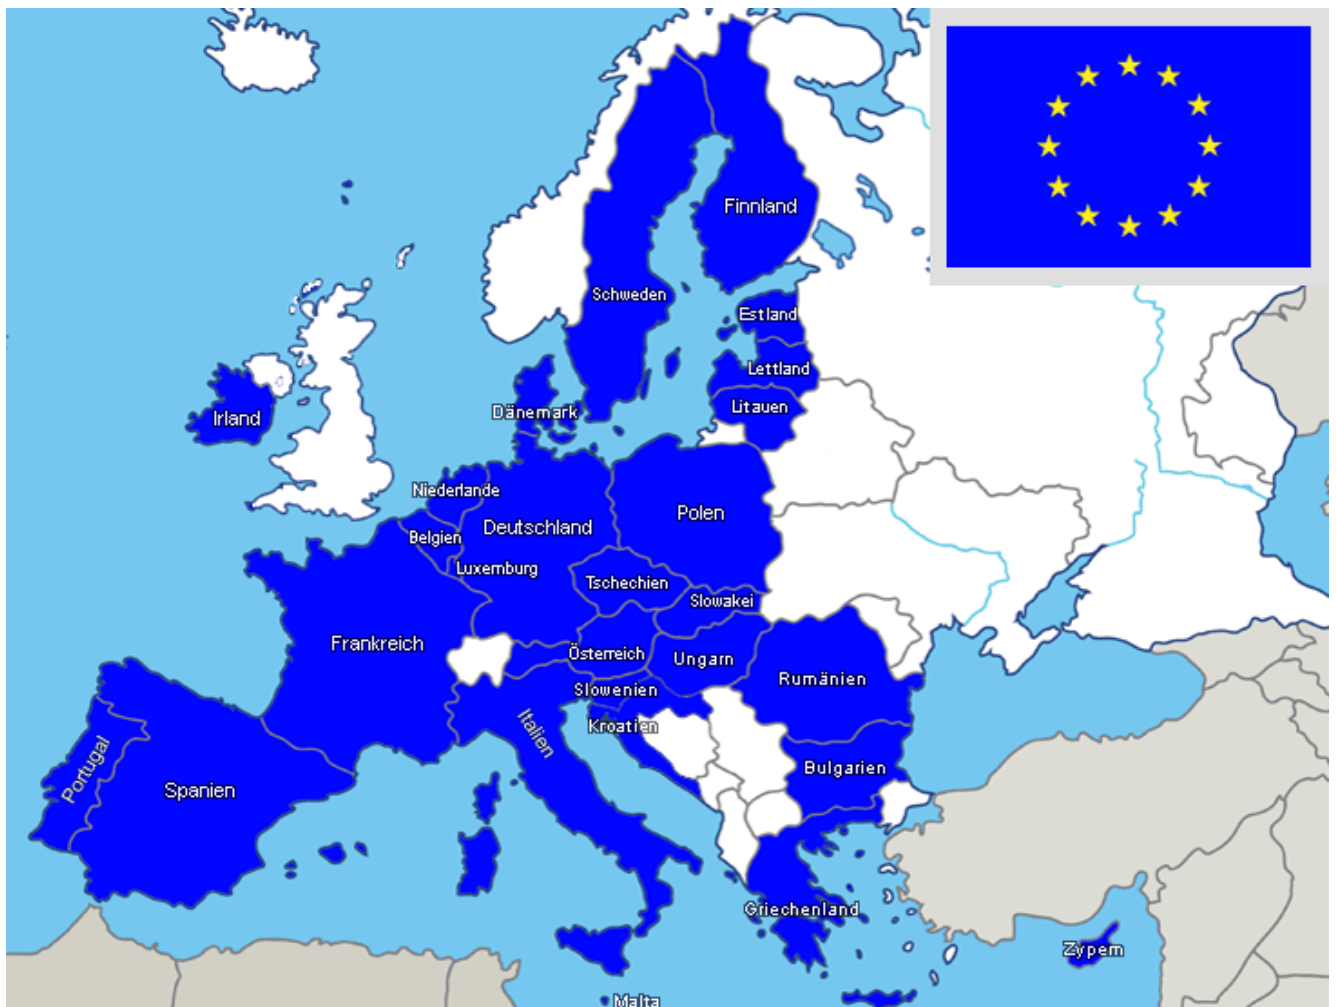 Finnland
Schweden
Estland
Lettland
Litauen
Dänemark
Irland
Niederlande
Polen
Deutschland
Belgien
Luxemburg
Tschechien
Slowakei
Frankreich
Österreich
Ungarn
Rumänien
Slowenien
Kroatien
Italien
Portugal
Bulgarien
Spanien
Griechenland
Zypern
Malta